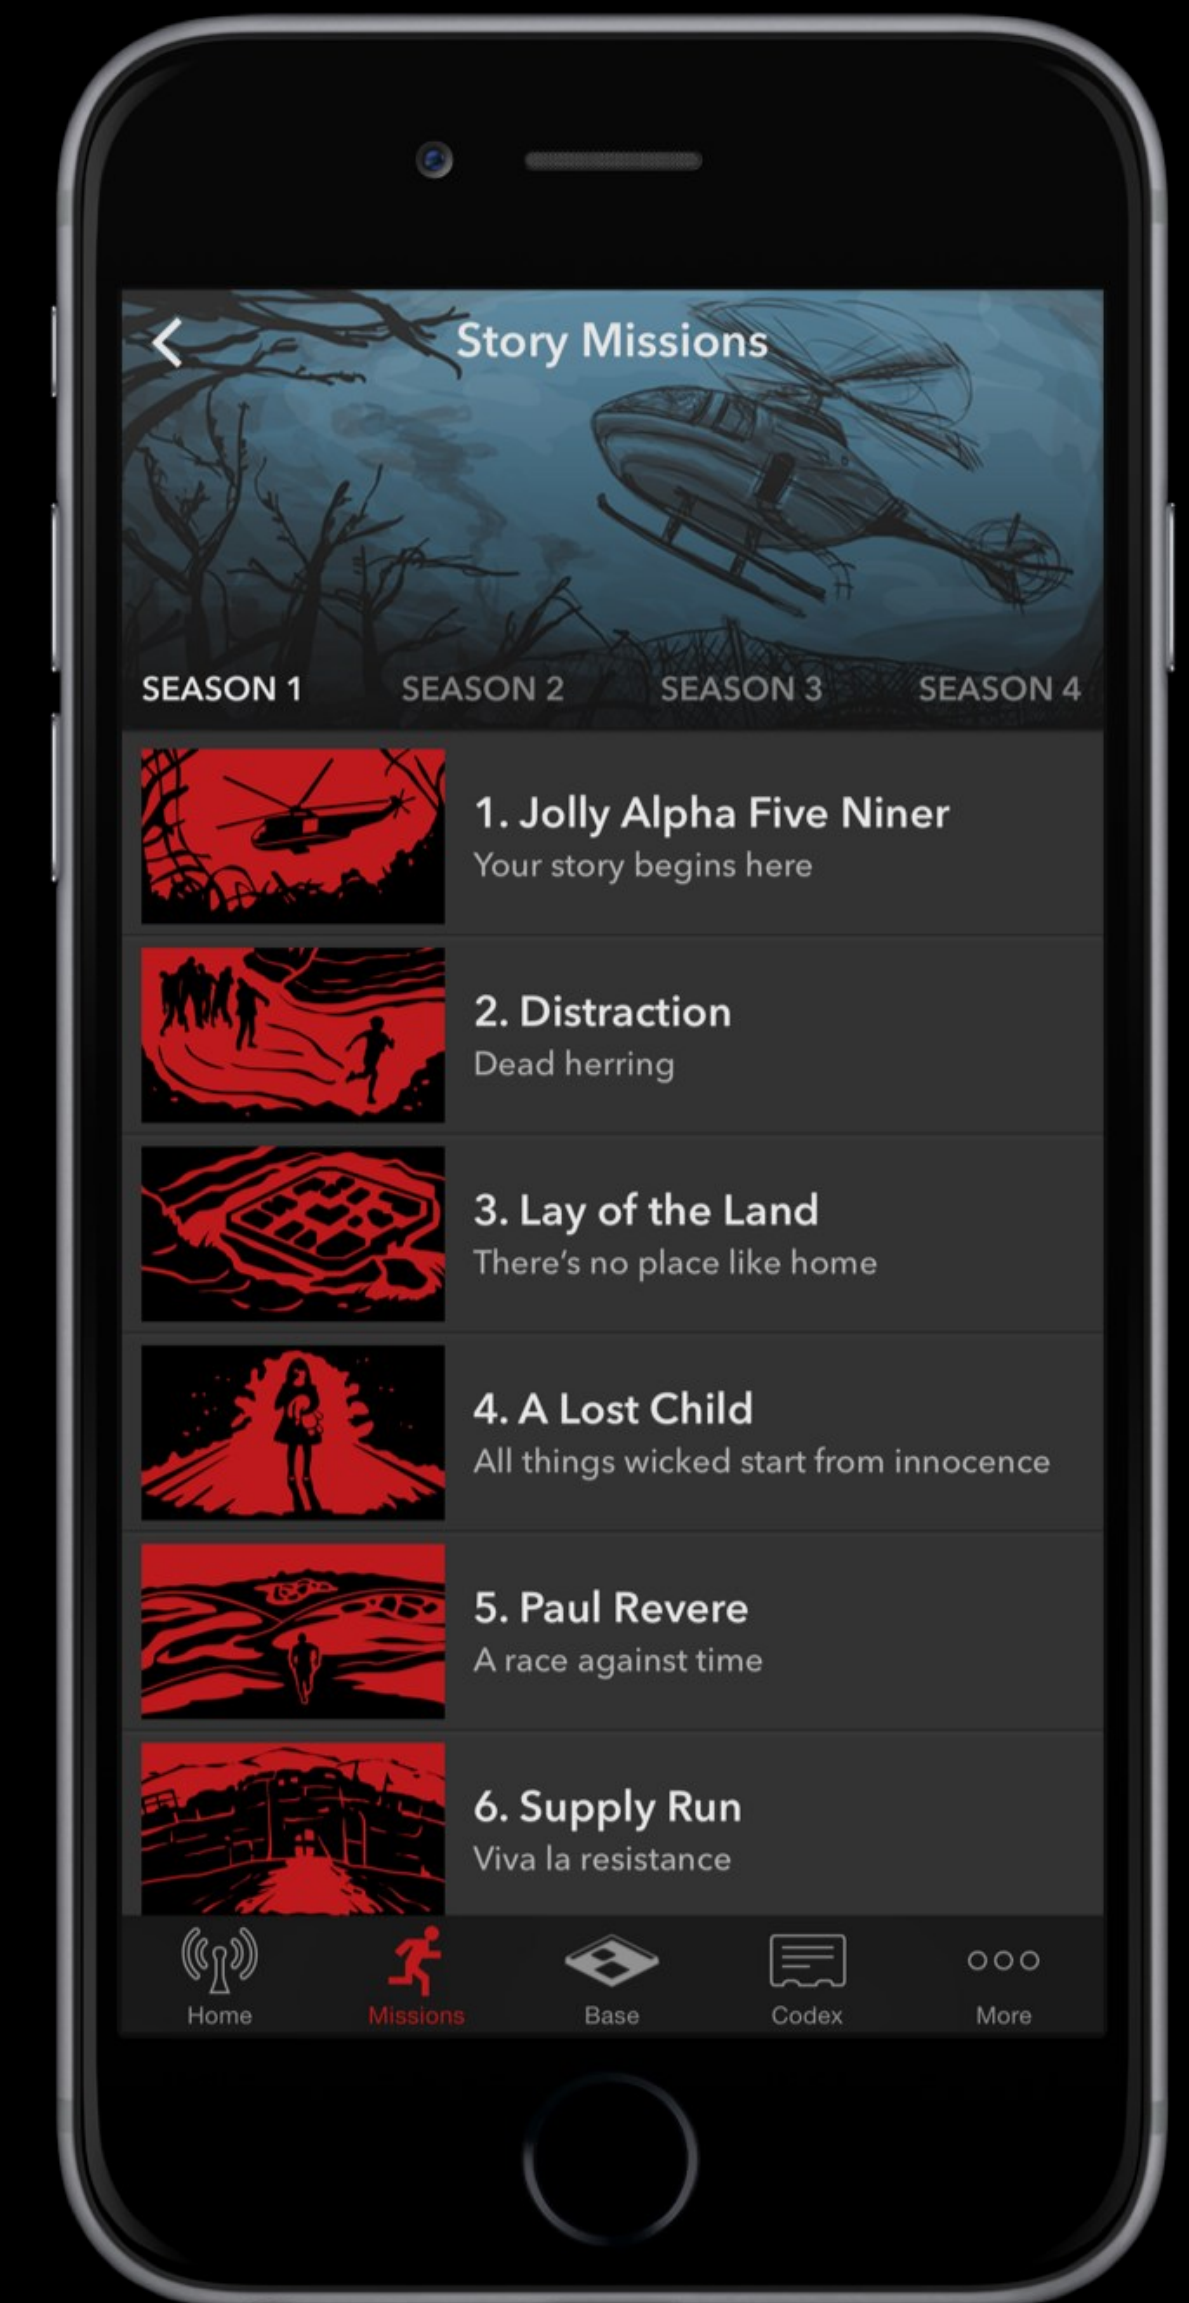 Story Missions
SEASON 1 SEASON 2 SEASON 3 SEASON 4
1. Jolly Alpha Five Niner
Your story begins here
2. Distraction
Dead herring
3. Lay of the Land
There's no place like home
4. A Lost Child
All things wicked start from innocence
5. Paul Revere
A race against time
6. Supply Run
Viva la resistance
Home Missions Base Codex More